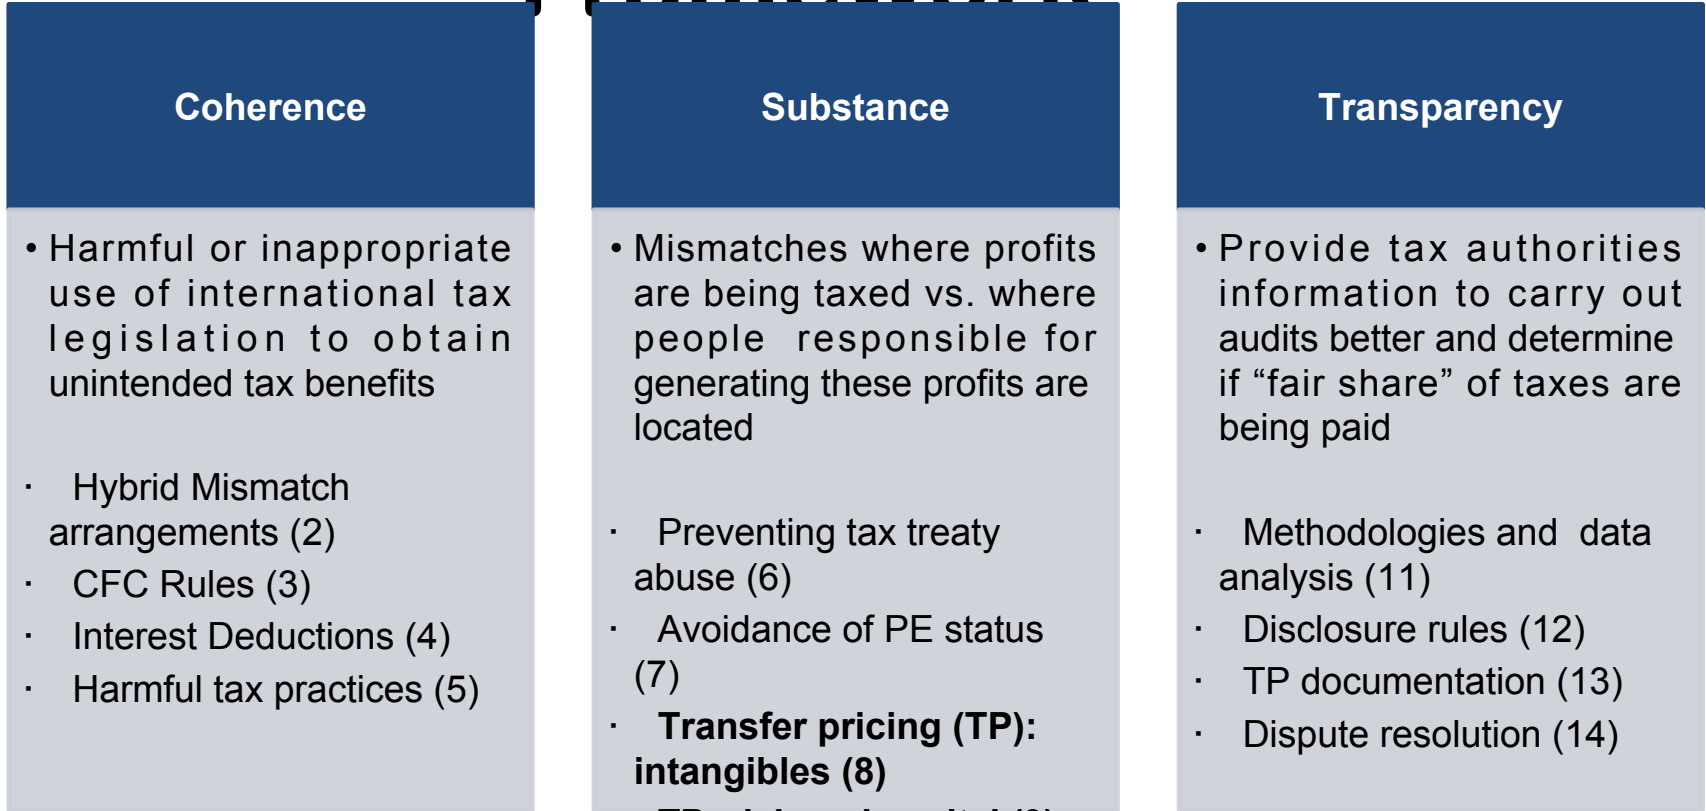 Coherence
• Harmful or inappropriate
use of international tax
legislation to obtain
unintended tax benefits
· Hybrid Mismatch
arrangements (2)
· CFC Rules (3)
· Interest Deductions (4)
· Harmful tax practices (5)
Substance
• Mismatches where profits
are being taxed vs. where
people responsible for
generating these profits are
located
· Preventing tax treaty
abuse (6)
· Avoidance of PE status
(7)
· Transfer pricing (TP):
intangibles (8)
Transparency
• Provide tax authorities
information to carry out
audits better and determine
if “fair share” of taxes are
being paid
· Methodologies and data
analysis (11)
· Disclosure rules (12)
· TP documentation (13)
· Dispute resolution (14)